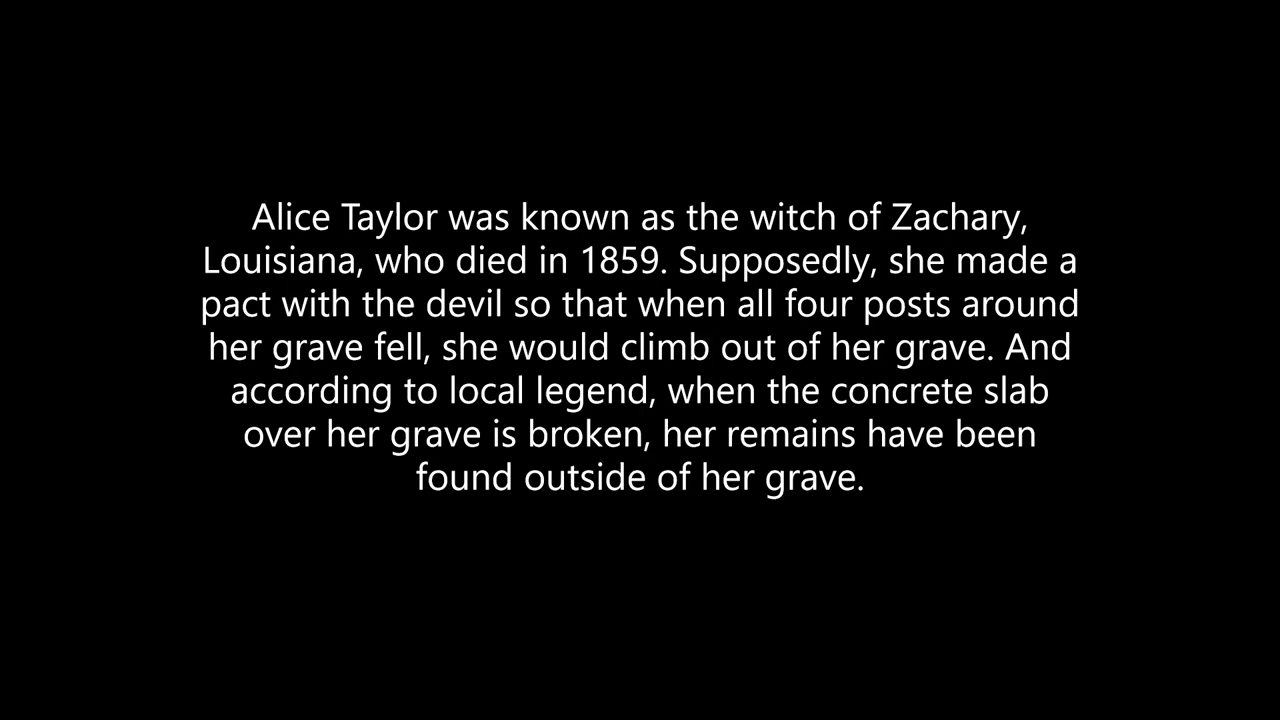 Alice Taylor was known as the witch of Zachary,
Louisiana, who died in 1859. Supposedly, she made a
pact with the devil so that when all four posts around
her grave fell, she would climb out of her grave. And
according to local legend, when the concrete slab
over her grave is broken, her remains have been
found outside of her grave.